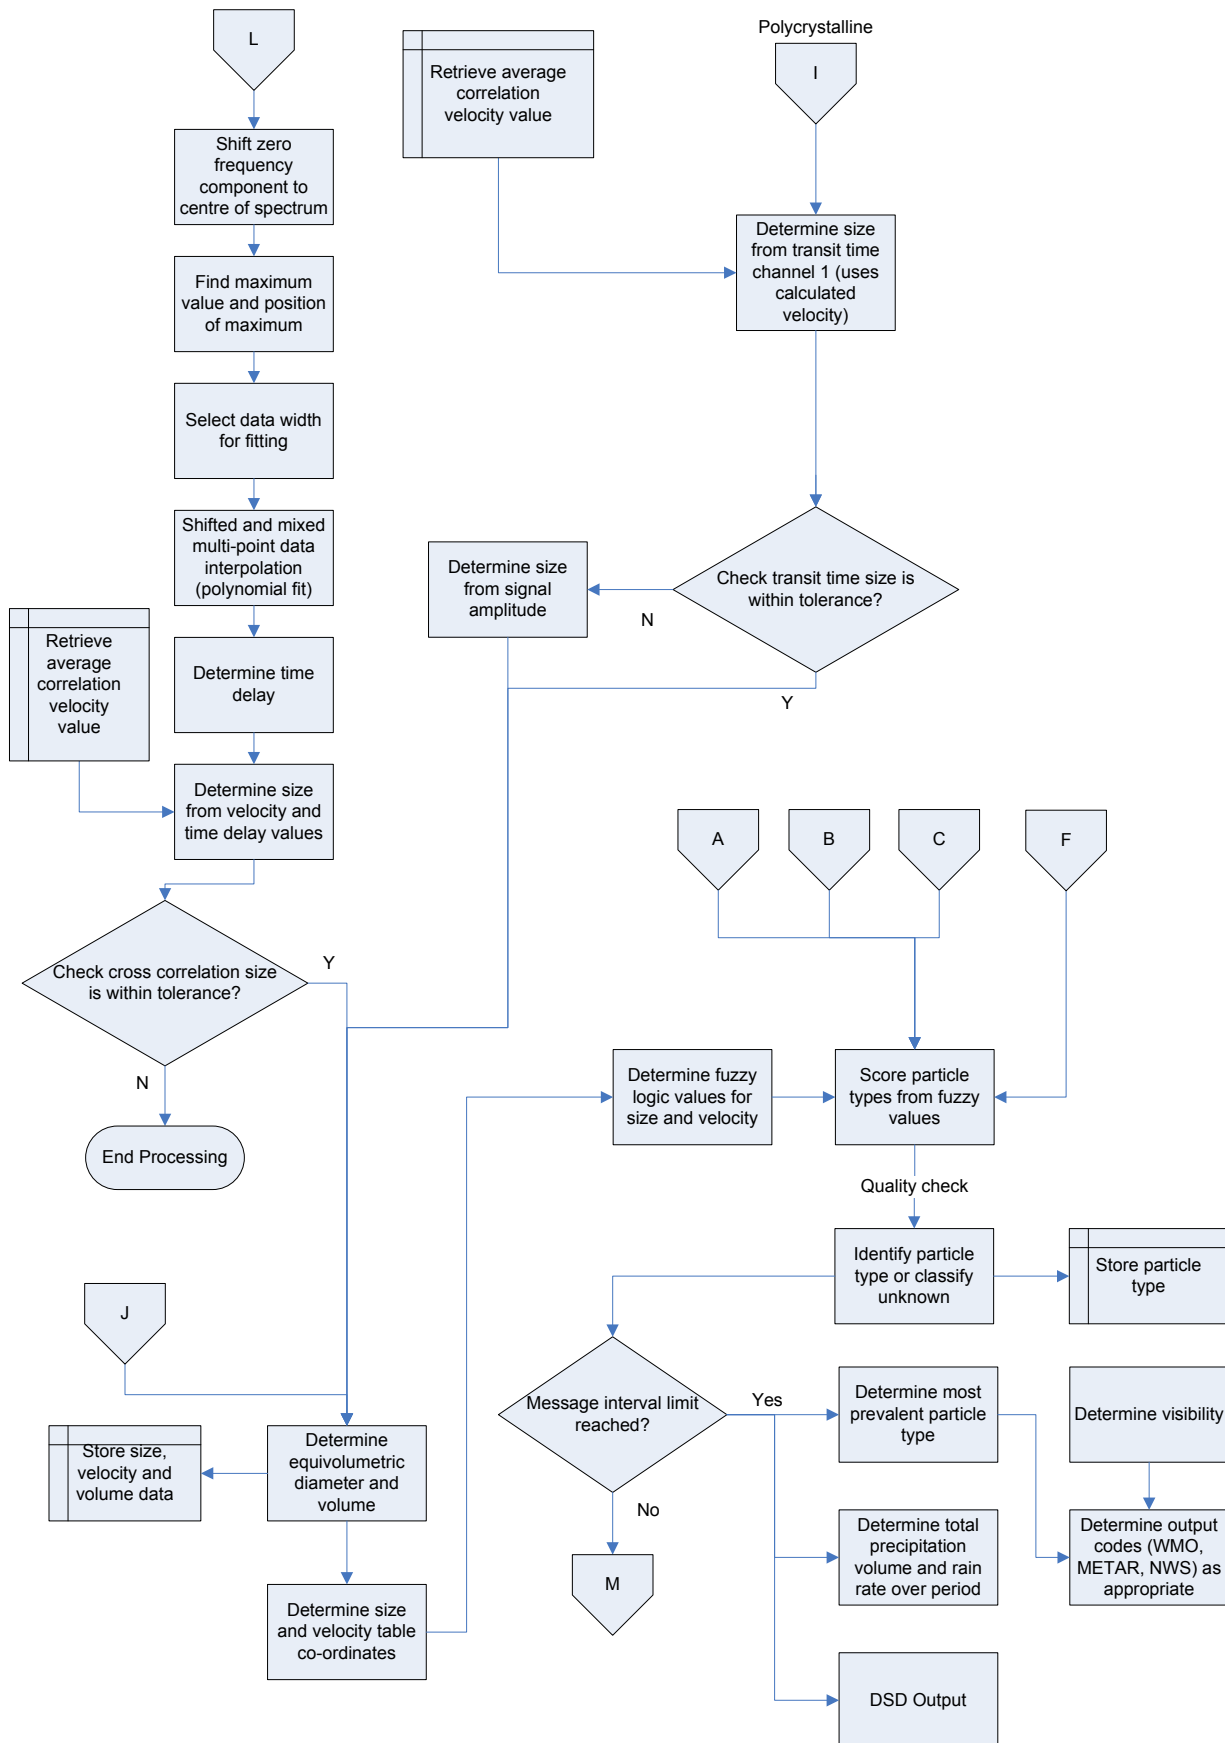 L
Shift zero
frequency
component to
centre of spectrum
Find maximum
value and position
of maximum
Select data width
for fitting
Shifted and mixed
multi-point data
interpolation
(polynomial fit)
Retrieve
average
correlation
velocity
value
Determine time
delay
Determine size
from velocity and
time delay values
Check cross correlation size
is within tolerance?
Y
N
End Processing
J
Store size,
velocity and
volume data
Determine
equivolumetric
diameter and
volume
Determine size
and velocity table
co-ordinates
Retrieve average
correlation
velocity value
Polycrystalline
I
Determine size
from transit time
channel 1 (uses
calculated
velocity)
Check transit time size is
within tolerance?
N
Y
Determine size
from signal
amplitude
A
B
C
F
Determine fuzzy
logic values for
size and velocity
Score particle
types from fuzzy
values
Quality check
Identify particle
type or classify
unknown
Store particle
type
Message interval limit
reached?
Yes
No
M
Determine most
prevalent particle
type
Determine visibility
Determine total
precipitation
volume and rain
rate over period
Determine output
codes (WMO,
METAR, NWS) as
appropriate
DSD Output